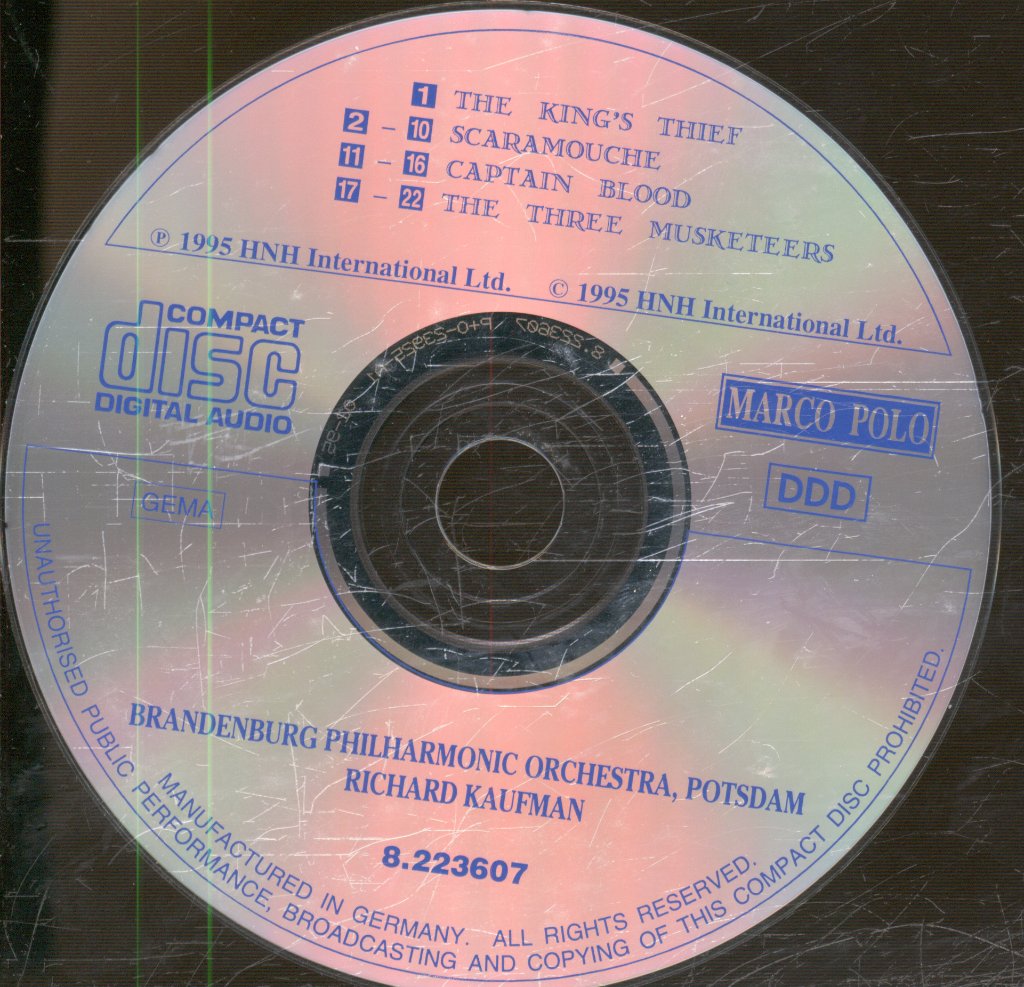 1 THE KING'S THIEF
2 – 10 SCARAMOUCHE
11 – 16 CAPTAIN BLOOD
17 – 22 THE THREE MUSKETEERS
℗ 1995 HNH International Ltd. © 1995 HNH International Ltd.
COMPACT
disc
DIGITAL AUDIO
MARCO POLO
DDD
GEMA
BRANDENBURG PHILHARMONIC ORCHESTRA, POTSDAM
RICHARD KAUFMAN
8.223607
MANUFACTURED IN GERMANY. ALL RIGHTS RESERVED.
UNAUTHORISED PUBLIC PERFORMANCE, BROADCASTING AND COPYING OF THIS COMPACT DISC PROHIBITED.
8.223607